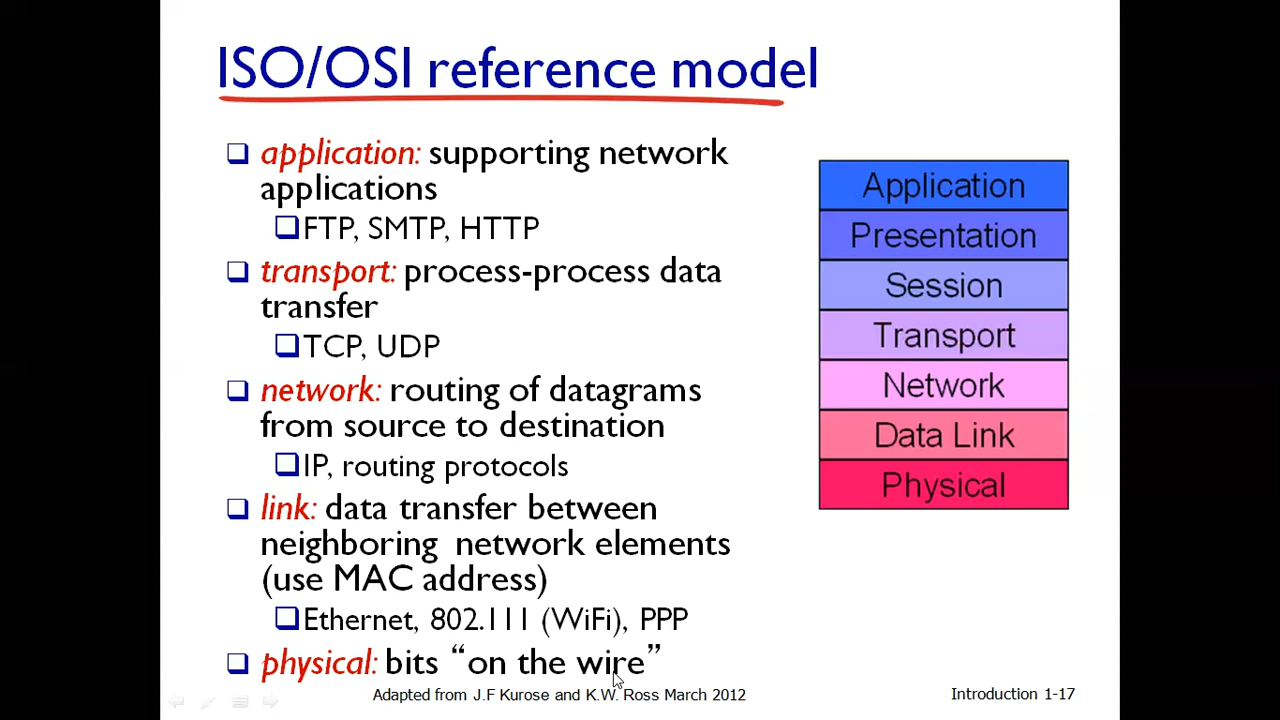 ISO/OSI reference model
application: supporting network
applications
FTP, SMTP, HTTP
transport: process-process data
transfer
TCP, UDP
network: routing of datagrams
from source to destination
IP, routing protocols
link: data transfer between
neighboring network elements
(use MAC address)
Ethernet, 802.111 (WiFi), PPP
physical: bits “on the wire”
Application
Presentation
Session
Transport
Network
Data Link
Physical
Adapted from J.F Kurose and K.W. Ross March 2012
Introduction 1-17